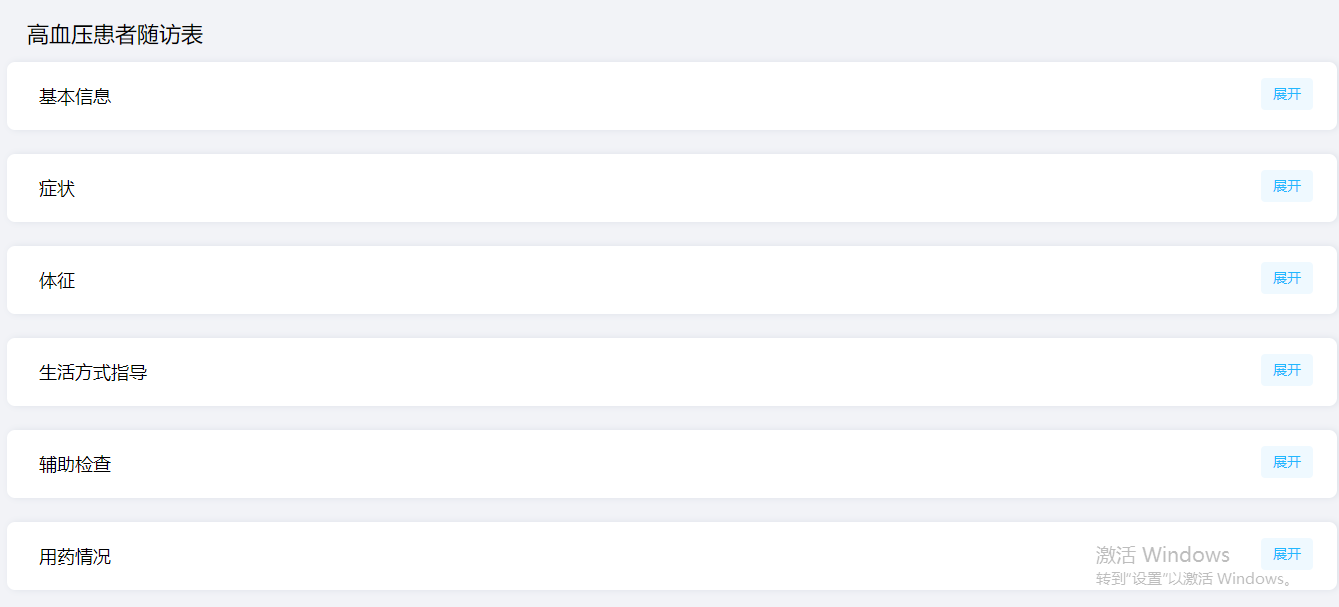 高血压患者随访表
基本信息
展开
症状
展开
体征
展开
生活方式指导
展开
辅助检查
展开
用药情况
展开
激活 Windows
转到"设置"以激活 Windows。